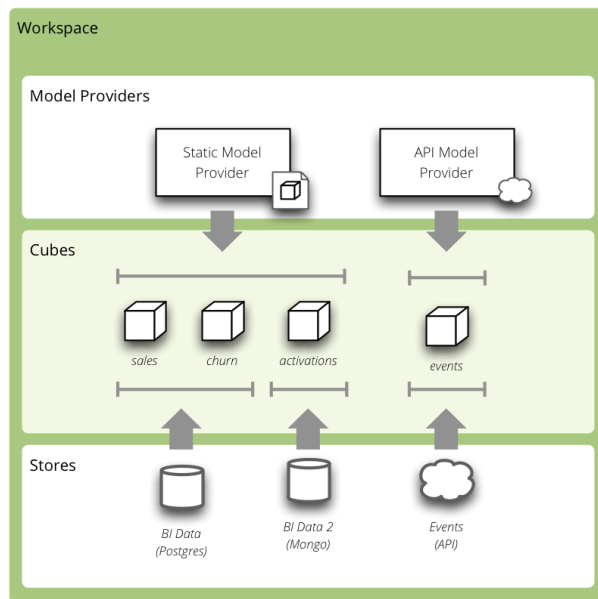 Workspace
Model Providers
Static Model
Provider
API Model
Provider
Cubes
sales
churn
activations
events
Stores
BI Data
(Postgres)
BI Data 2
(Mongo)
Events
(API)